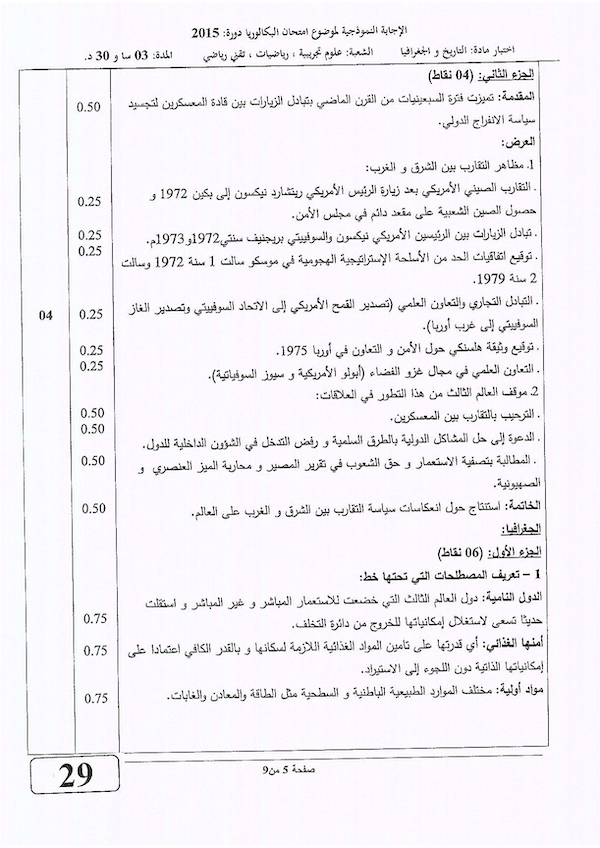 الإجابة النموذجية لموضوع امتحان البكالوريا دورة: 2015
اختبار مادة: التاريخ و الجغرافيا الشعبة: علوم تجريبية ، رياضيات ، تقني رياضي المدة: 03 سا و 30 د.
الجزء الثاني: (04 نقاط)
المقدمة: تميزت فترة السبعينيات من القرن الماضي بتبادل الزيارات بين قادة المعسكرين لتجسيد 0.50
سياسة الانفراج الدولي.
العرض:
1. مظاهر التقارب بين الشرق و الغرب:
. التقارب الصيني الأمريكي بعد زيارة الرئيس الأمريكي ريتشارد نيكسون إلى بكين 1972 و 0.25
حصول الصين الشعبية على مقعد دائم في مجلس الأمن.
. تبادل الزيارات بين الرئيسين الأمريكي نيكسون والسوفييتي بريجنيف سنتي1972و1973م. 0.25
. توقيع اتفاقيات الحد من الأسلحة الإستراتيجية الهجومية في موسكو سالت 1 سنة 1972 وسالت 0.25
2 سنة 1979.
. التبادل التجاري والتعاون العلمي (تصدير القمح الأمريكي إلى الاتحاد السوفييتي وتصدير الغاز 0.25 04
السوفييتي إلى غرب أوربا).
. توقيع وثيقة هلسنكي حول الأمن و التعاون في أوربا 1975. 0.25
. التعاون العلمي في مجال غزو الفضاء (أبولو الأمريكية و سيوز السوفياتية). 0.25
2. موقف العالم الثالث من هذا التطور في العلاقات:
. الترحيب بالتقارب بين المعسكرين. 0.50
. الدعوة إلى حل المشاكل الدولية بالطرق السلمية و رفض التدخل في الشؤون الداخلية للدول. 0.50
. المطالبة بتصفية الاستعمار و حق الشعوب في تقرير المصير و محاربة الميز العنصري و 0.50
الصهيونية.
الخاتمة: استنتاج حول انعكاسات سياسة التقارب بين الشرق و الغرب على العالم. 0.50
الجغرافيا:
الجزء الأول: (06 نقاط)
1 – تعريف المصطلحات التي تحتها خط:
الدول النامية: دول العالم الثالث التي خضعت للاستعمار المباشر و غير المباشر و استقلت
حديثا تسعى لاستغلال إمكانياتها للخروج من دائرة التخلف. 0.75
أمنها الغذائي: أي قدرتها على تامين المواد الغذائية اللازمة لسكانها و بالقدر الكافي اعتمادا على 0.75
إمكانياتها الذاتية دون اللجوء إلى الاستيراد.
مواد أولية: مختلف الموارد الطبيعية الباطنية و السطحية مثل الطاقة والمعادن والغابات. 0.75
صفحة 5 من9
29